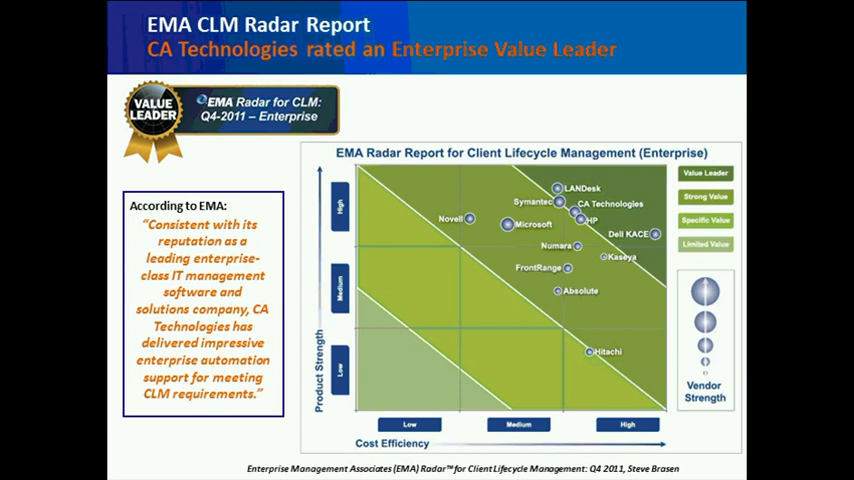 EMA CLM Radar Report
CA Technologies rated an Enterprise Value Leader
VALUE
LEADER
EMA Radar for CLM:
Q4-2011 – Enterprise
According to EMA:
“Consistent with its
reputation as a
leading enterprise-
class IT management
software and
solutions company, CA
Technologies has
delivered impressive
enterprise automation
support for meeting
CLM requirements.”
EMA Radar Report for Client Lifecycle Management (Enterprise)
Product Strength
High
Medium
Low
LANDesk
Symantec
CA Technologies
HP
Novell
Microsoft
Dell KACE
Numara
Kaseya
FrontRange
Absolute
Hitachi
Low
Medium
High
Cost Efficiency
Value Leader
Strong Value
Specific Value
Limited Value
Vendor
Strength
Enterprise Management Associates (EMA) Radar™ for Client Lifecycle Management: Q4 2011, Steve Brasen